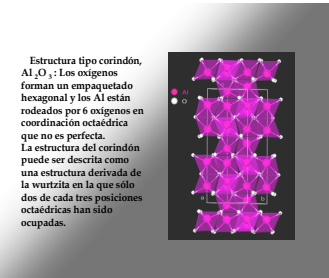 Estructura tipo corindón,
Al2O3: Los oxígenos
forman un empaquetado
hexagonal y los Al están
rodeados por 6 oxígenos en
coordinación octaédrica
que no es perfecta.
La estructura del corindón
puede ser descrita como
una estructura derivada de
la wurtzita en la que sólo
dos de cada tres posiciones
octaédricas han sido
ocupadas.
Al
O
a b